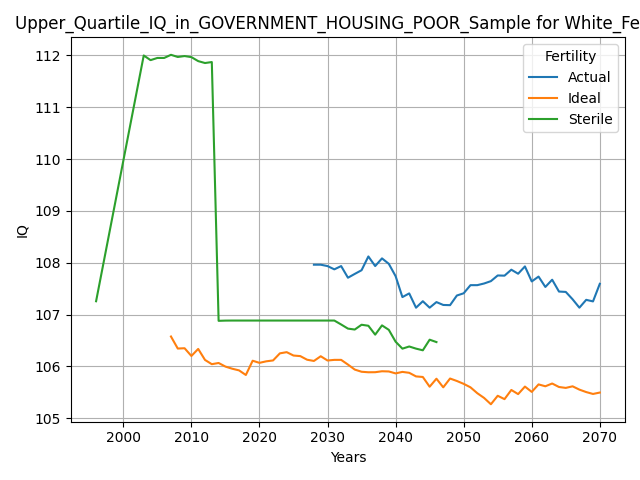 Upper_Quartile_IQ_in_GOVERNMENT_HOUSING_POOR_Sample for White_Fe
112
111
110
109
108
107
106
105
IQ
Fertility
Actual
Ideal
Sterile
2000 2010 2020 2030 2040 2050 2060 2070
Years